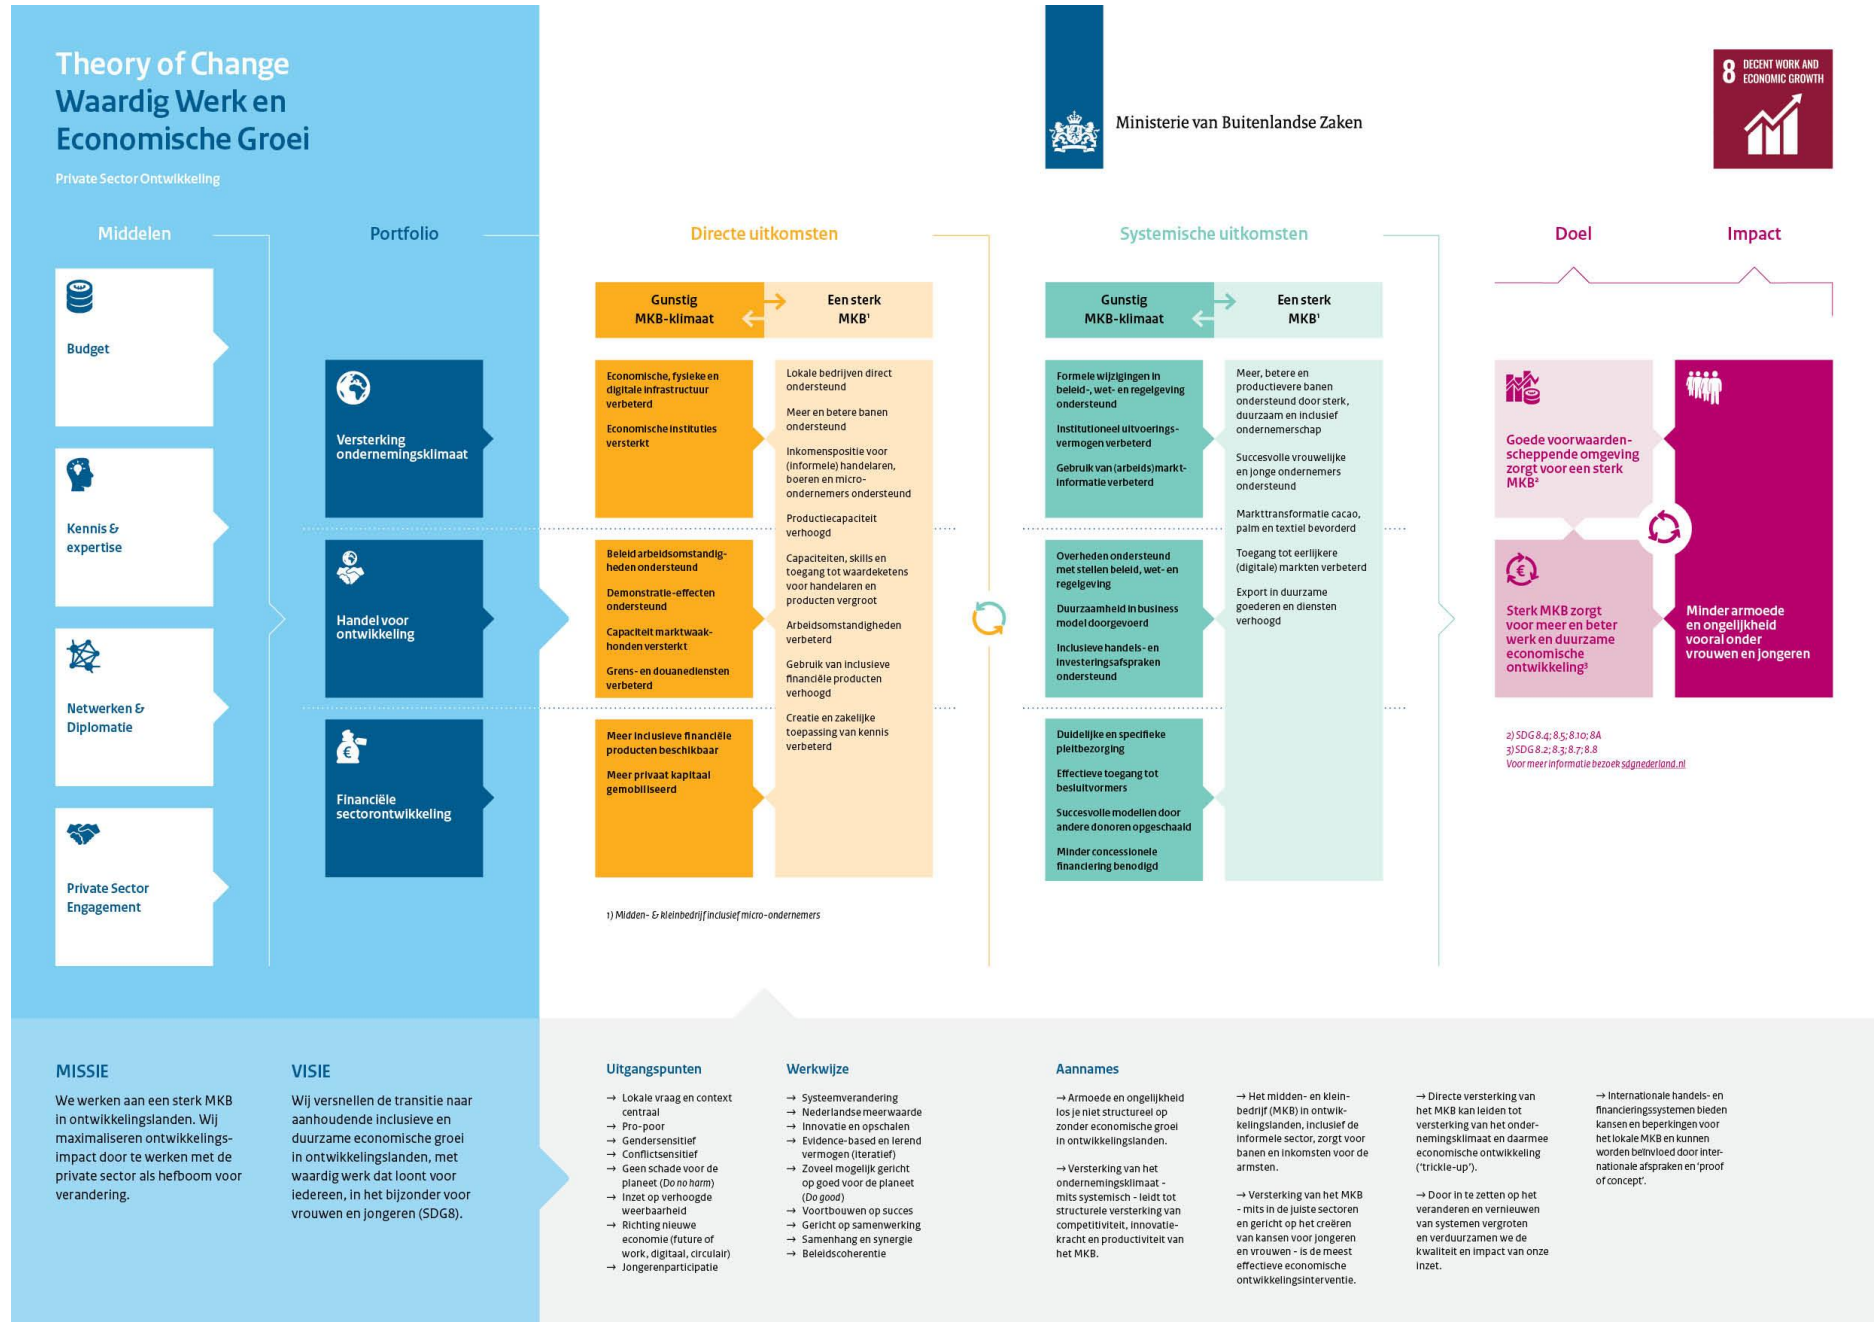 Theory of Change
Waardig Werk en
Economische Groei
Private Sector Ontwikkeling
Ministerie van Buitenlandse Zaken
8 DECENT WORK AND
ECONOMIC GROWTH
Middelen
Budget
Kennis &
expertise
Netwerken &
Diplomatie
Private Sector
Engagement
Portfolio
Versterking
ondernemingsklimaat
Handel voor
ontwikkeling
Financiële
sectorontwikkeling
Directe uitkomsten
Gunstig
MKB-klimaat
Een sterk
MKB¹
Economische, fysieke en
digitale infrastructuur
verbeterd
Economische instituties
versterkt
Beleid arbeidsomstandig-
heden ondersteund
Demonstratie-effecten
ondersteund
Capaciteit marktwaak-
honden versterkt
Grens- en douanediensten
verbeterd
Meer inclusieve financiële
producten beschikbaar
Meer privaat kapitaal
gemobiliseerd
Lokale bedrijven direct
ondersteund
Meer en betere banen
ondersteund
Inkomenspositie voor
(informele) handelaren,
boeren en micro-
ondernemers ondersteund
Productiecapaciteit
verhoogd
Capaciteiten, skills en
toegang tot waardeketens
voor handelaren en
producten vergroot
Arbeidsomstandigheden
verbeterd
Gebruik van inclusieve
financiële producten
verhoogd
Creatie en zakelijke
toepassing van kennis
verbeterd
1) Midden- & kleinbedrijf inclusief micro-ondernemers
Systemische uitkomsten
Gunstig
MKB-klimaat
Een sterk
MKB¹
Formele wijzigingen in
beleid-, wet- en regelgeving
ondersteund
Institutioneel uitvoerings-
vermogen verbeterd
Gebruik van (arbeids)markt-
informatie verbeterd
Overheden ondersteund
met stellen beleid, wet- en
regelgeving
Duurzaamheid in business
model doorgevoerd
Inclusieve handels- en
investeringsafspraken
ondersteund
Duidelijke en specifieke
pleitbezorging
Effectieve toegang tot
besluitvormers
Succesvolle modellen door
andere donoren opgeschaald
Minder concessionele
financiering benodigd
Meer, betere en
productievere banen
ondersteund door sterk,
duurzaam en inclusief
ondernemerschap
Succesvolle vrouwelijke
en jonge ondernemers
ondersteund
Markttransformatie cacao,
palm en textiel bevorderd
Toegang tot eerlijkere
(digitale) markten verbeterd
Export in duurzame
goederen en diensten
verhoogd
Doel
Impact
Goede voorwaarden-
scheppende omgeving
zorgt voor een sterk
MKB²
Sterk MKB zorgt
voor meer en beter
werk en duurzame
economische
ontwikkeling³
Minder armoede
en ongelijkheid
vooral onder
vrouwen en jongeren
2) SDG 8.4; 8.5; 8.10; 8A
3) SDG 8.2; 8.3; 8.7; 8.8
Voor meer informatie bezoek sdgnederland.nl
MISSIE
We werken aan een sterk MKB
in ontwikkelingslanden. Wij
maximaliseren ontwikkelings-
impact door te werken met de
private sector als hefboom voor
verandering.
VISIE
Wij versnellen de transitie naar
aanhoudende inclusieve en
duurzame economische groei
in ontwikkelingslanden, met
waardig werk dat loont voor
iedereen, in het bijzonder voor
vrouwen en jongeren (SDG8).
Uitgangspunten
→ Lokale vraag en context
centraal
→ Pro-poor
→ Gendersensitief
→ Conflictsensitief
→ Geen schade voor de
planeet (Do no harm)
→ Inzet op verhoogde
weerbaarheid
→ Richting nieuwe
economie (future of
work, digitaal, circulair)
→ Jongerenparticipatie
Werkwijze
→ Systeemverandering
→ Nederlandse meerwaarde
→ Innovatie en opschalen
→ Evidence-based en lerend
vermogen (iteratief)
→ Zoveel mogelijk gericht
op goed voor de planeet
(Do good)
→ Voortbouwen op succes
→ Gericht op samenwerking
→ Samenhang en synergie
→ Beleidscoherentie
Aannames
→ Armoede en ongelijkheid
los je niet structureel op
zonder economische groei
in ontwikkelingslanden.
→ Versterking van het
ondernemingsklimaat -
mits systemisch - leidt tot
structurele versterking van
competitiviteit, innovatie-
kracht en productiviteit van
het MKB.
→ Het midden- en klein-
bedrijf (MKB) in ontwik-
kelingslanden, inclusief de
informele sector, zorgt voor
banen en inkomsten voor de
armsten.
→ Versterking van het MKB
- mits in de juiste sectoren
en gericht op het creëren
van kansen voor jongeren
en vrouwen - is de meest
effectieve economische
ontwikkelingsinterventie.
→ Directe versterking van
het MKB kan leiden tot
versterking van het onder-
nemingsklimaat en daarmee
economische ontwikkeling
('trickle-up').
→ Door in te zetten op het
veranderen en vernieuwen
van systemen vergroten
en verduurzamen we de
kwaliteit en impact van onze
inzet.
→ Internationale handels- en
financieringssystemen bieden
kansen en beperkingen voor
het lokale MKB en kunnen
worden beïnvloed door inter-
nationale afspraken en 'proof
of concept'.